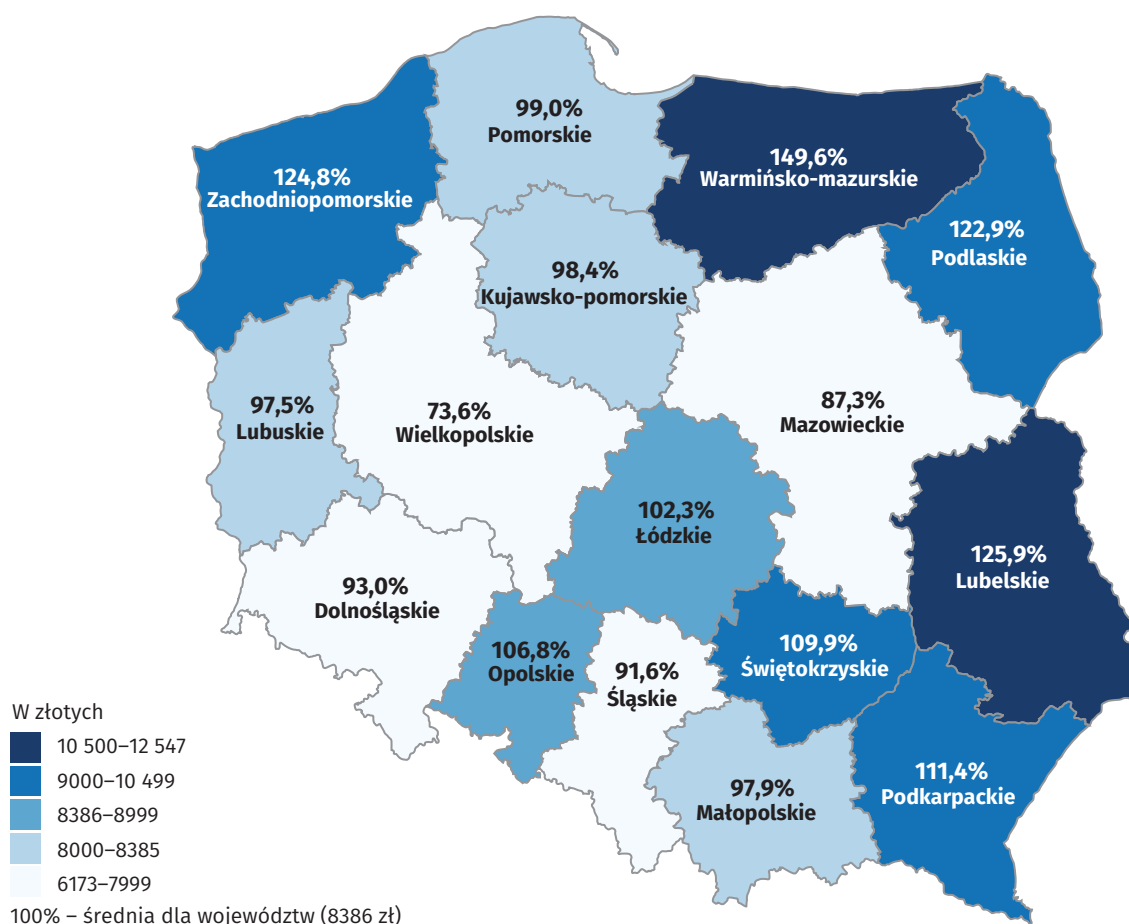 99,0%
Pomorskie
149,6%
Warmińsko-mazurskie
124,8%
Zachodniopomorskie
122,9%
Podlaskie
98,4%
Kujawsko-pomorskie
97,5%
Lubuskie
73,6%
Wielkopolskie
87,3%
Mazowieckie
102,3%
Łódzkie
125,9%
Lubelskie
93,0%
Dolnośląskie
106,8%
Opolskie
91,6%
Śląskie
109,9%
Świętokrzyskie
97,9%
Małopolskie
111,4%
Podkarpackie
W złotych
10 500–12 547
9000–10 499
8386–8999
8000–8385
6173–7999
100% – średnia dla województw (8386 zł)